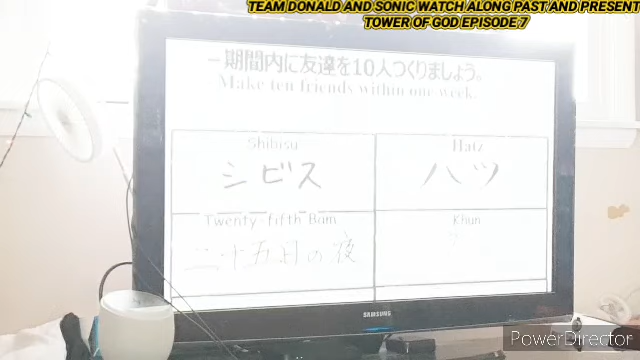 TEAM DONALD AND SONIC WATCH ALONG PAST AND PRESENT
TOWER OF GOD EPISODE 7
一期間内に友達を10人つくりましょう。
Make ten friends within one week.
Shibisu
Hatz
シビス
ハツ
Twenty-fifth Bam
Khun
二十五日の夜
SAMSUNG
PowerDirector